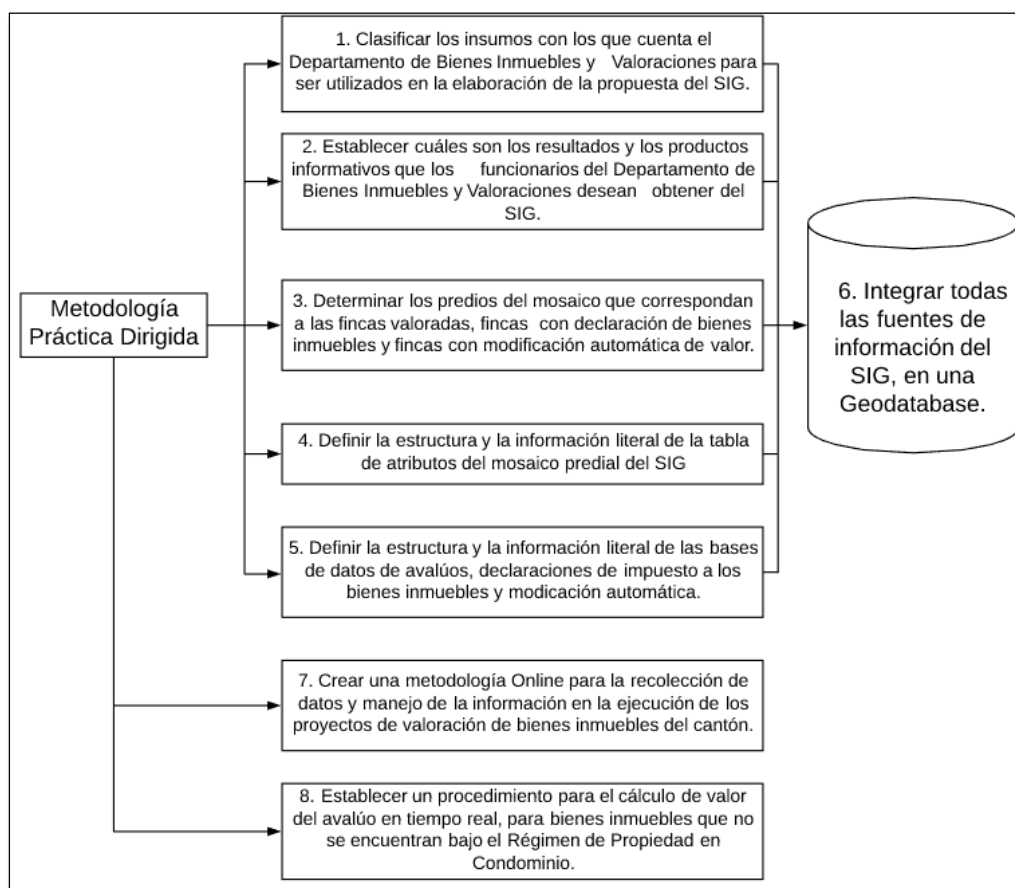 1. Clasificar los insumos con los que cuenta el
Departamento de Bienes Inmuebles y Valoraciones para
ser utilizados en la elaboración de la propuesta del SIG.
2. Establecer cuáles son los resultados y los productos
informativos que los funcionarios del Departamento de
Bienes Inmuebles y Valoraciones desean obtener del
SIG.
Metodología
Práctica Dirigida
3. Determinar los predios del mosaico que correspondan
a las fincas valoradas, fincas con declaración de bienes
inmuebles y fincas con modificación automática de valor.
4. Definir la estructura y la información literal de la tabla
de atributos del mosaico predial del SIG
5. Definir la estructura y la información literal de las bases
de datos de avalúos, declaraciones de impuesto a los
bienes inmuebles y modicación automática.
6. Integrar todas
las fuentes de
información del
SIG, en una
Geodatabase.
7. Crear una metodología Online para la recolección de
datos y manejo de la información en la ejecución de los
proyectos de valoración de bienes inmuebles del cantón.
8. Establecer un procedimiento para el cálculo de valor
del avalúo en tiempo real, para bienes inmuebles que no
se encuentran bajo el Régimen de Propiedad en
Condominio.